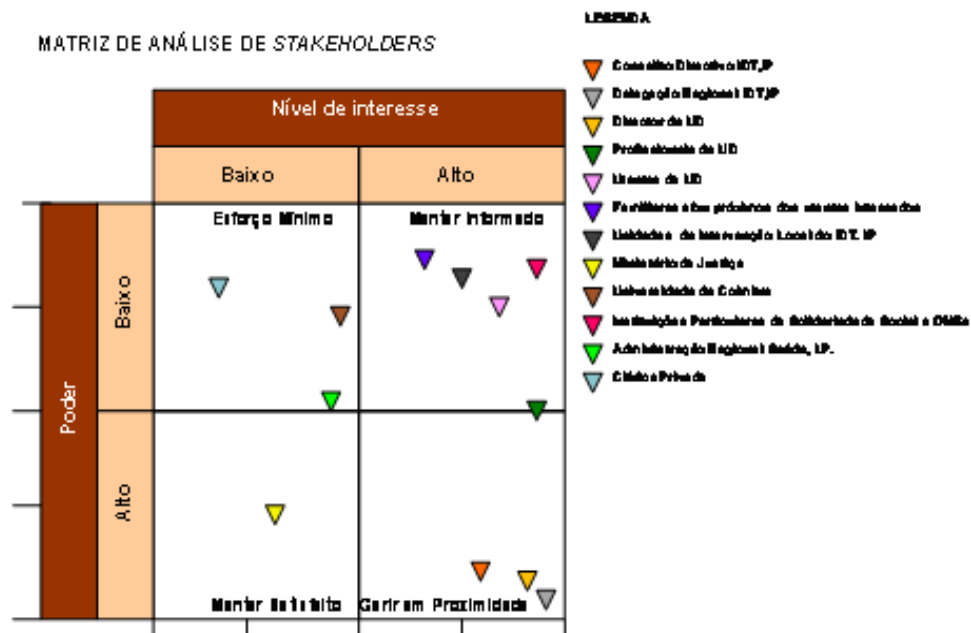 LEGENDA
MATRIZ DE ANÁLISE DE STAKEHOLDERS
Conselho Directivo IDT,IP
Delegação Regional IDT,IP
Director da UD
Profissionais da UD
Utentes da UD
Familiares e/ou próximos dos utentes internados
Unidades de Intervenção Local do IDT, IP
Ministério da Justiça
Universidade de Coimbra
Instituições Particulares de Solidariedade Social e ONGs
Administração Regional Saúde, I.P.
Clínica Privada
Nível de interesse
Baixo
Alto
Esforço Mínimo
Manter Informado
Poder
Baixo
Alto
Manter Satisfeito
Gerir em Proximidade